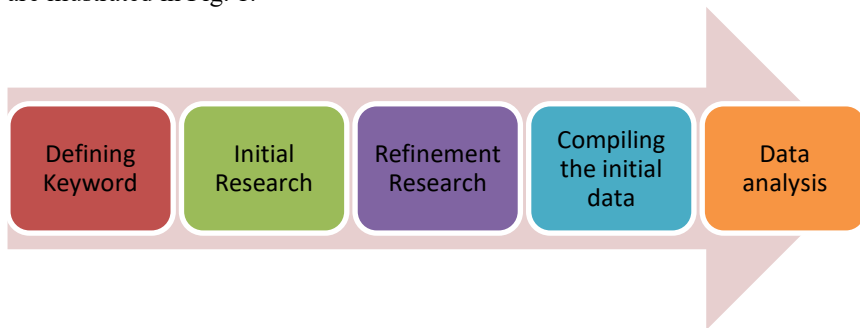 Defining
Keyword
Initial
Research
Refinement
Research
Compiling
the initial
data
Data
analysis